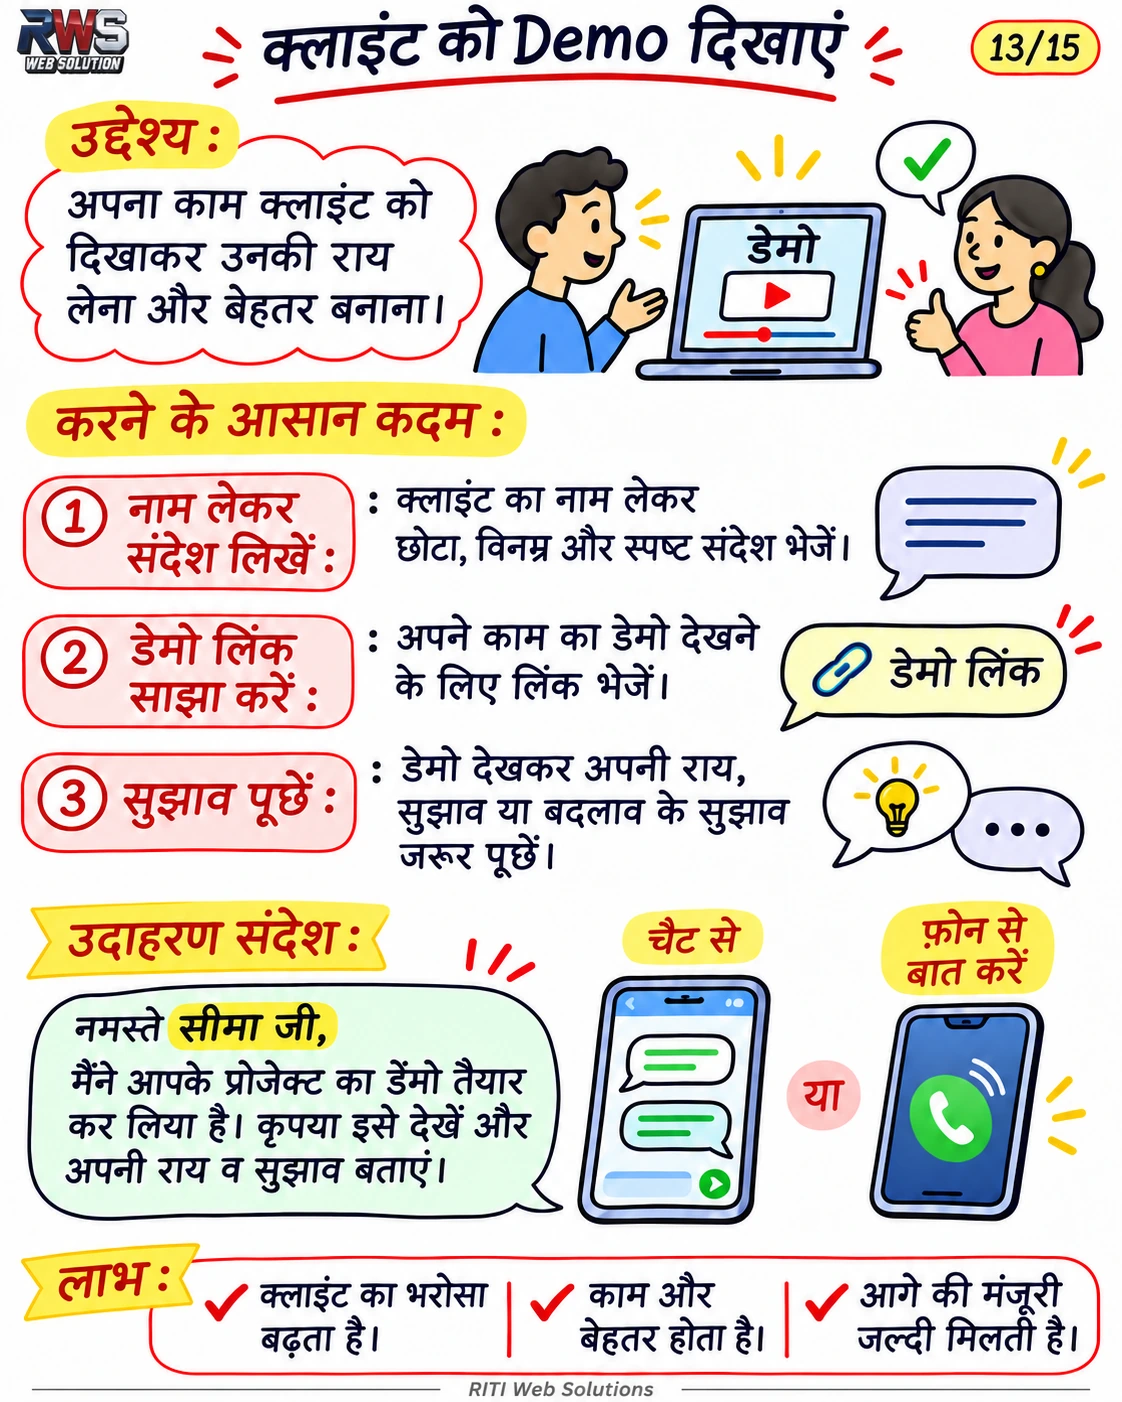 RWS
WEB SOLUTION
क्लाइंट को Demo दिखाएं
13/15
उद्देश्य :
अपना काम क्लाइंट को
दिखाकर उनकी राय
लेना और बेहतर बनाना।
डेमो
करने के आसान कदम :
1 नाम लेकर
संदेश लिखें :
: क्लाइंट का नाम लेकर
छोटा, विनम्र और स्पष्ट संदेश भेजें।
2 डेमो लिंक
साझा करें :
: अपने काम का डेमो देखने
के लिए लिंक भेजें।
डेमो लिंक
3 सुझाव पूछें :
: डेमो देखकर अपनी राय,
सुझाव या बदलाव के सुझाव
जरूर पूछें।
उदाहरण संदेश :
नमस्ते सीमा जी,
मैंने आपके प्रोजेक्ट का डेंमो तैयार
कर लिया है। कृपया इसे देखें और
अपनी राय व सुझाव बताएं।
चैट से
या
फ़ोन से
बात करें
लाभ :
क्लाइंट का भरोसा
बढ़ता है।
काम और
बेहतर होता है।
आगे की मंजूरी
जल्दी मिलती है।
RITI Web Solutions